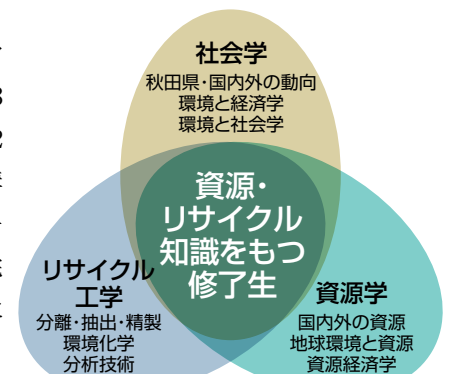 社会学
秋田県・国内外の動向
環境と経済学
環境と社会学
資源・
リサイクル
知識をもつ
修了生
リサイクル
工学
分離・抽出・精製
環境化学
分析技術
資源学
国内外の資源
地球環境と資源
資源経済学